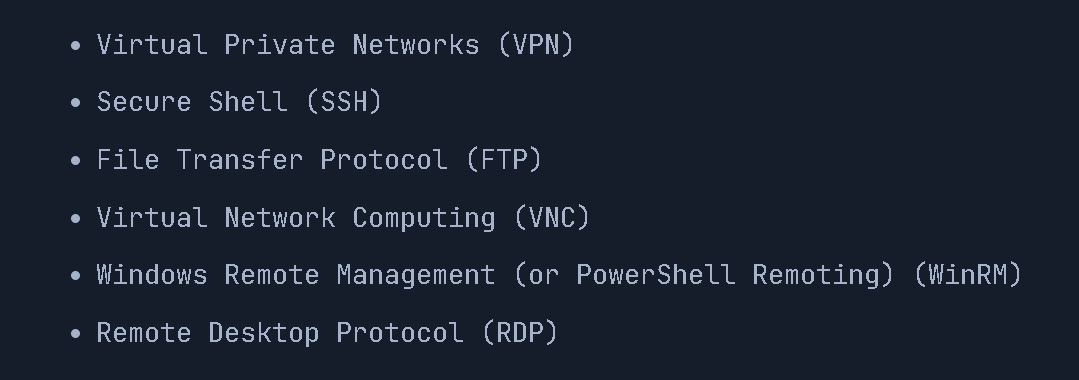 • Virtual Private Networks (VPN)
• Secure Shell (SSH)
• File Transfer Protocol (FTP)
• Virtual Network Computing (VNC)
• Windows Remote Management (or PowerShell Remoting) (WinRM)
• Remote Desktop Protocol (RDP)